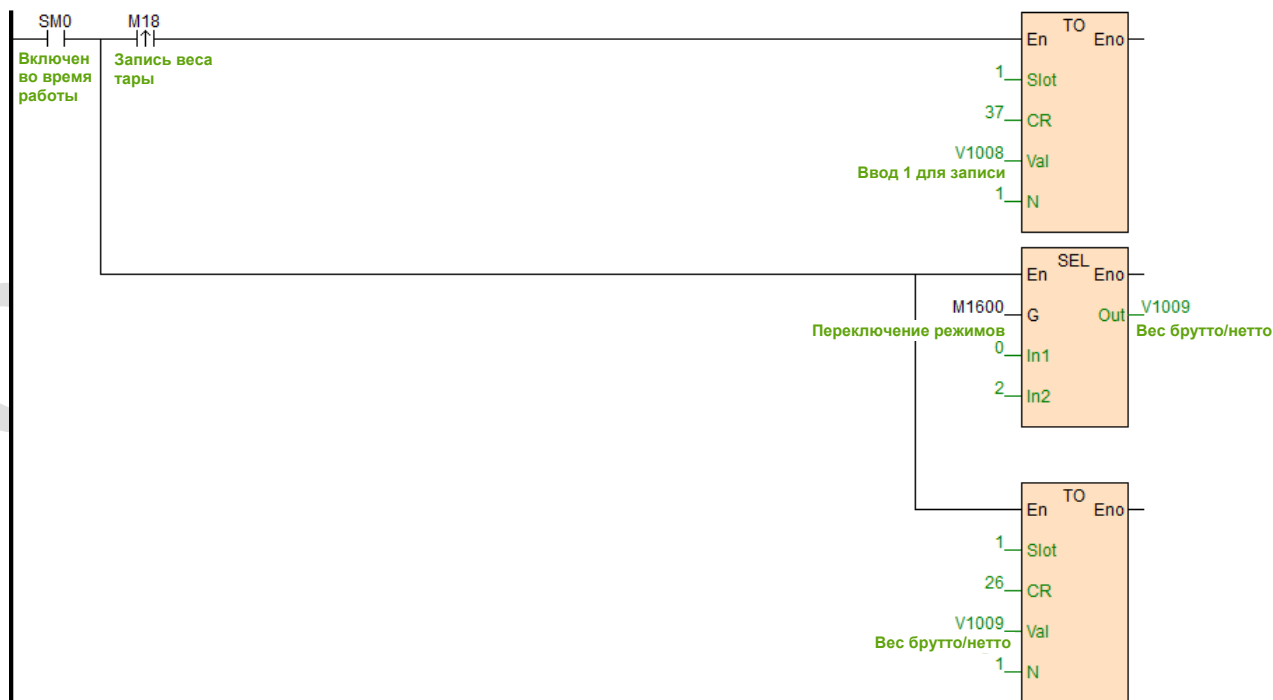 SM0 M18
Включен во время работы
Запись веса тары
TO
En Eno
1 Slot
37 CR
V1008 Val
Ввод 1 для записи
1 N
SEL
En Eno
M1600 G Out V1009
Переключение режимов Вес брутто/нетто
0 In1
2 In2
TO
En Eno
1 Slot
26 CR
V1009 Val
Вес брутто/нетто
1 N